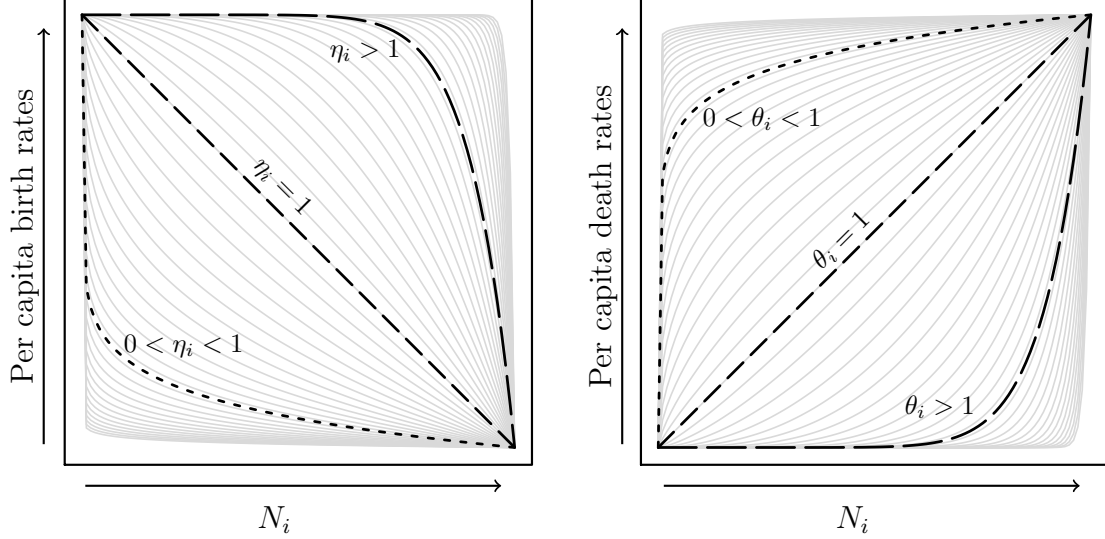 Per capita birth rates
η_i > 1
η_i = 1
0 < η_i < 1
N_i
Per capita death rates
0 < θ_i < 1
θ_i = 1
θ_i > 1
N_i